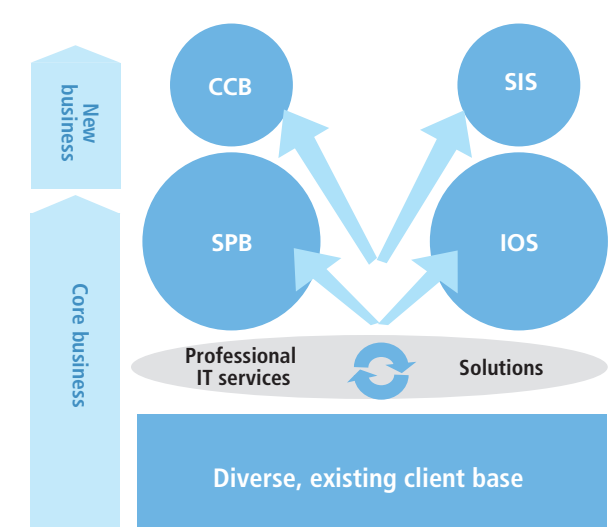 CCB
SIS
New
business
SPB
IOS
Core business
Professional
IT services
Solutions
Diverse, existing client base